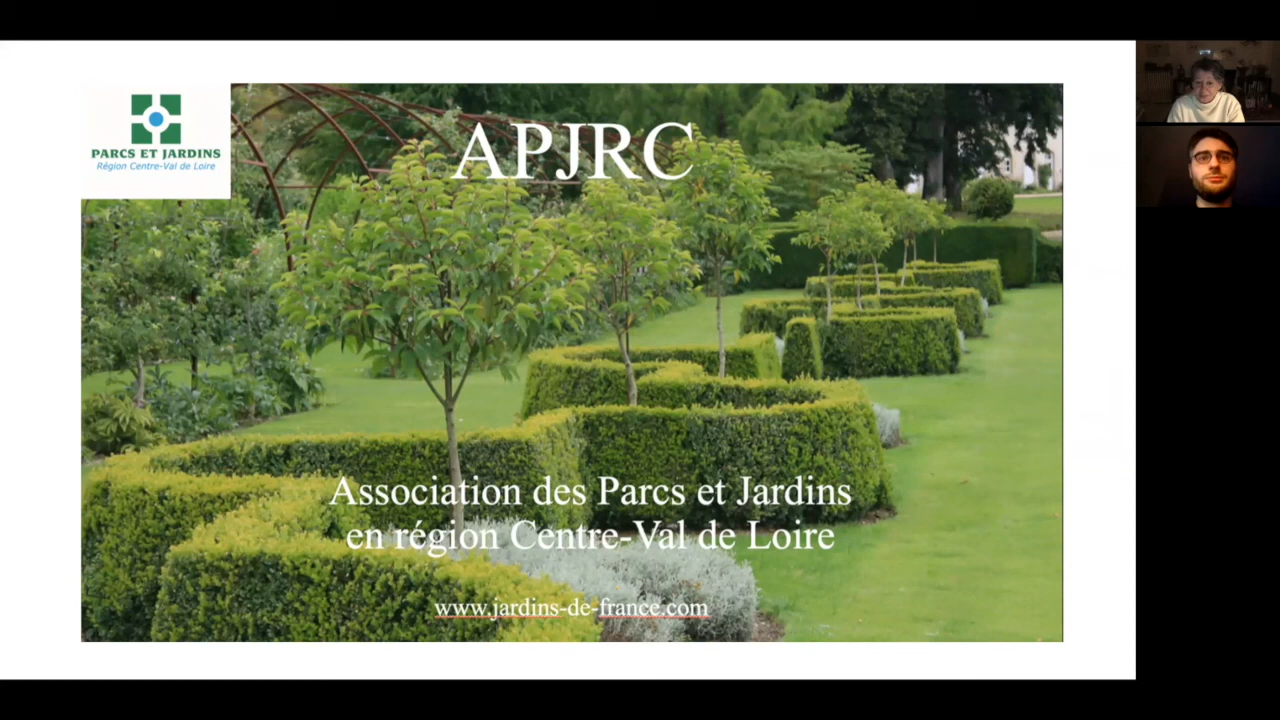 PARCS ET JARDINS
Région Centre-Val de Loire
APJRC
Association des Parcs et Jardins
en région Centre-Val de Loire
www.jardins-de-france.com